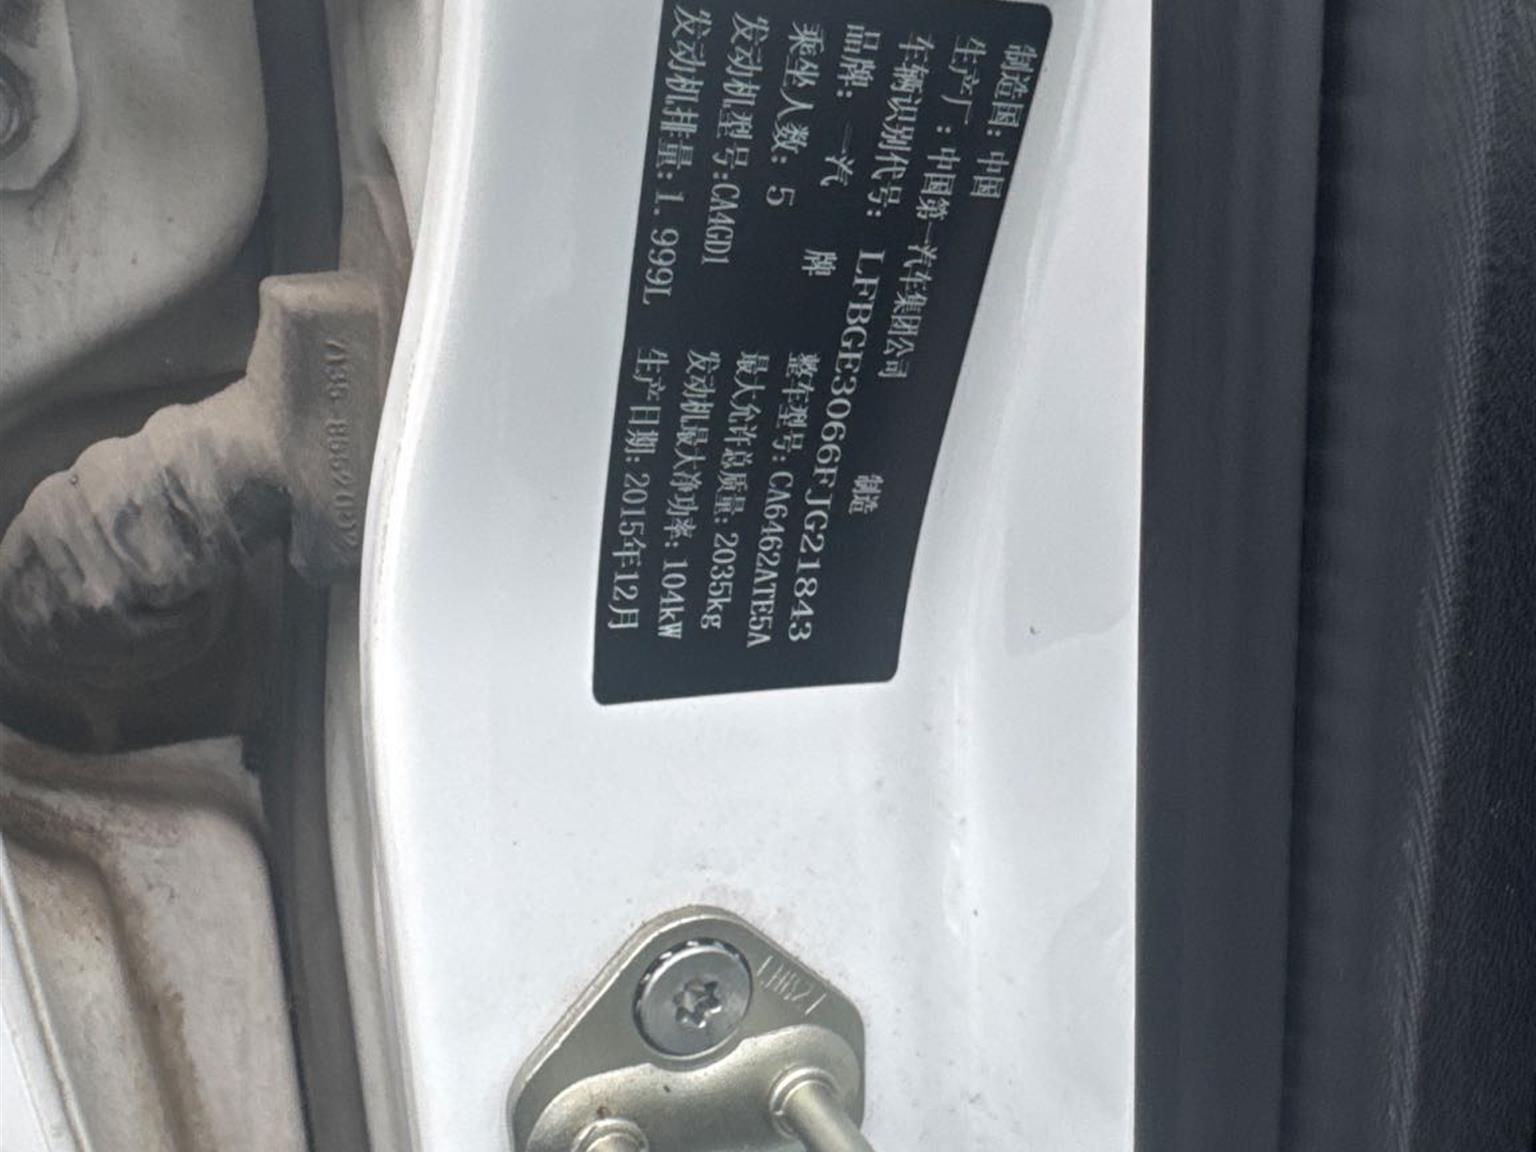 制造国：中国
生产厂：中国第一汽车集团公司 制造
车辆识别代号：LFBGE3066FJG21843
品牌：一汽 牌 整车型号：CA6462ATE5A
乘坐人数：5 最大允许总质量：2035kg
发动机型号：CA4GD1 发动机最大净功率：104kW
发动机排量：1.999L 生产日期：2015年12月